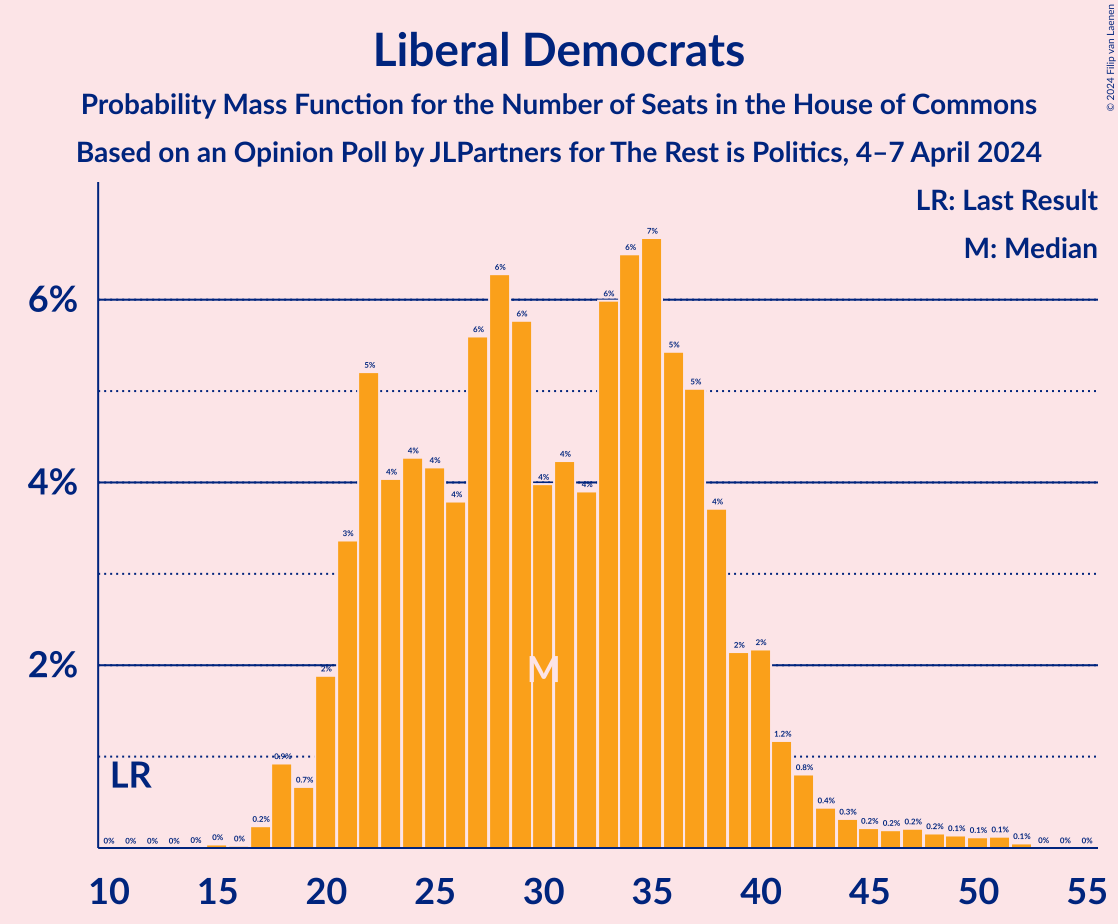 Liberal Democrats
Probability Mass Function for the Number of Seats in the House of Commons
Based on an Opinion Poll by JLPartners for The Rest is Politics, 4–7 April 2024
© 2024 Filip van Laenen
LR: Last Result
M: Median
6%
4%
2%
0% 0% 0% 0% 0% 0% 0% 0.2% 0.9% 0.7% 2% 3% 5% 4% 4% 4% 4% 6% 6% 6% 4% 4% 4% 6% 6% 7% 5% 5% 4% 2% 2% 1.2% 0.8% 0.4% 0.3% 0.2% 0.2% 0.2% 0.2% 0.1% 0.1% 0.1% 0.1% 0% 0% 0%
M
LR
10 15 20 25 30 35 40 45 50 55